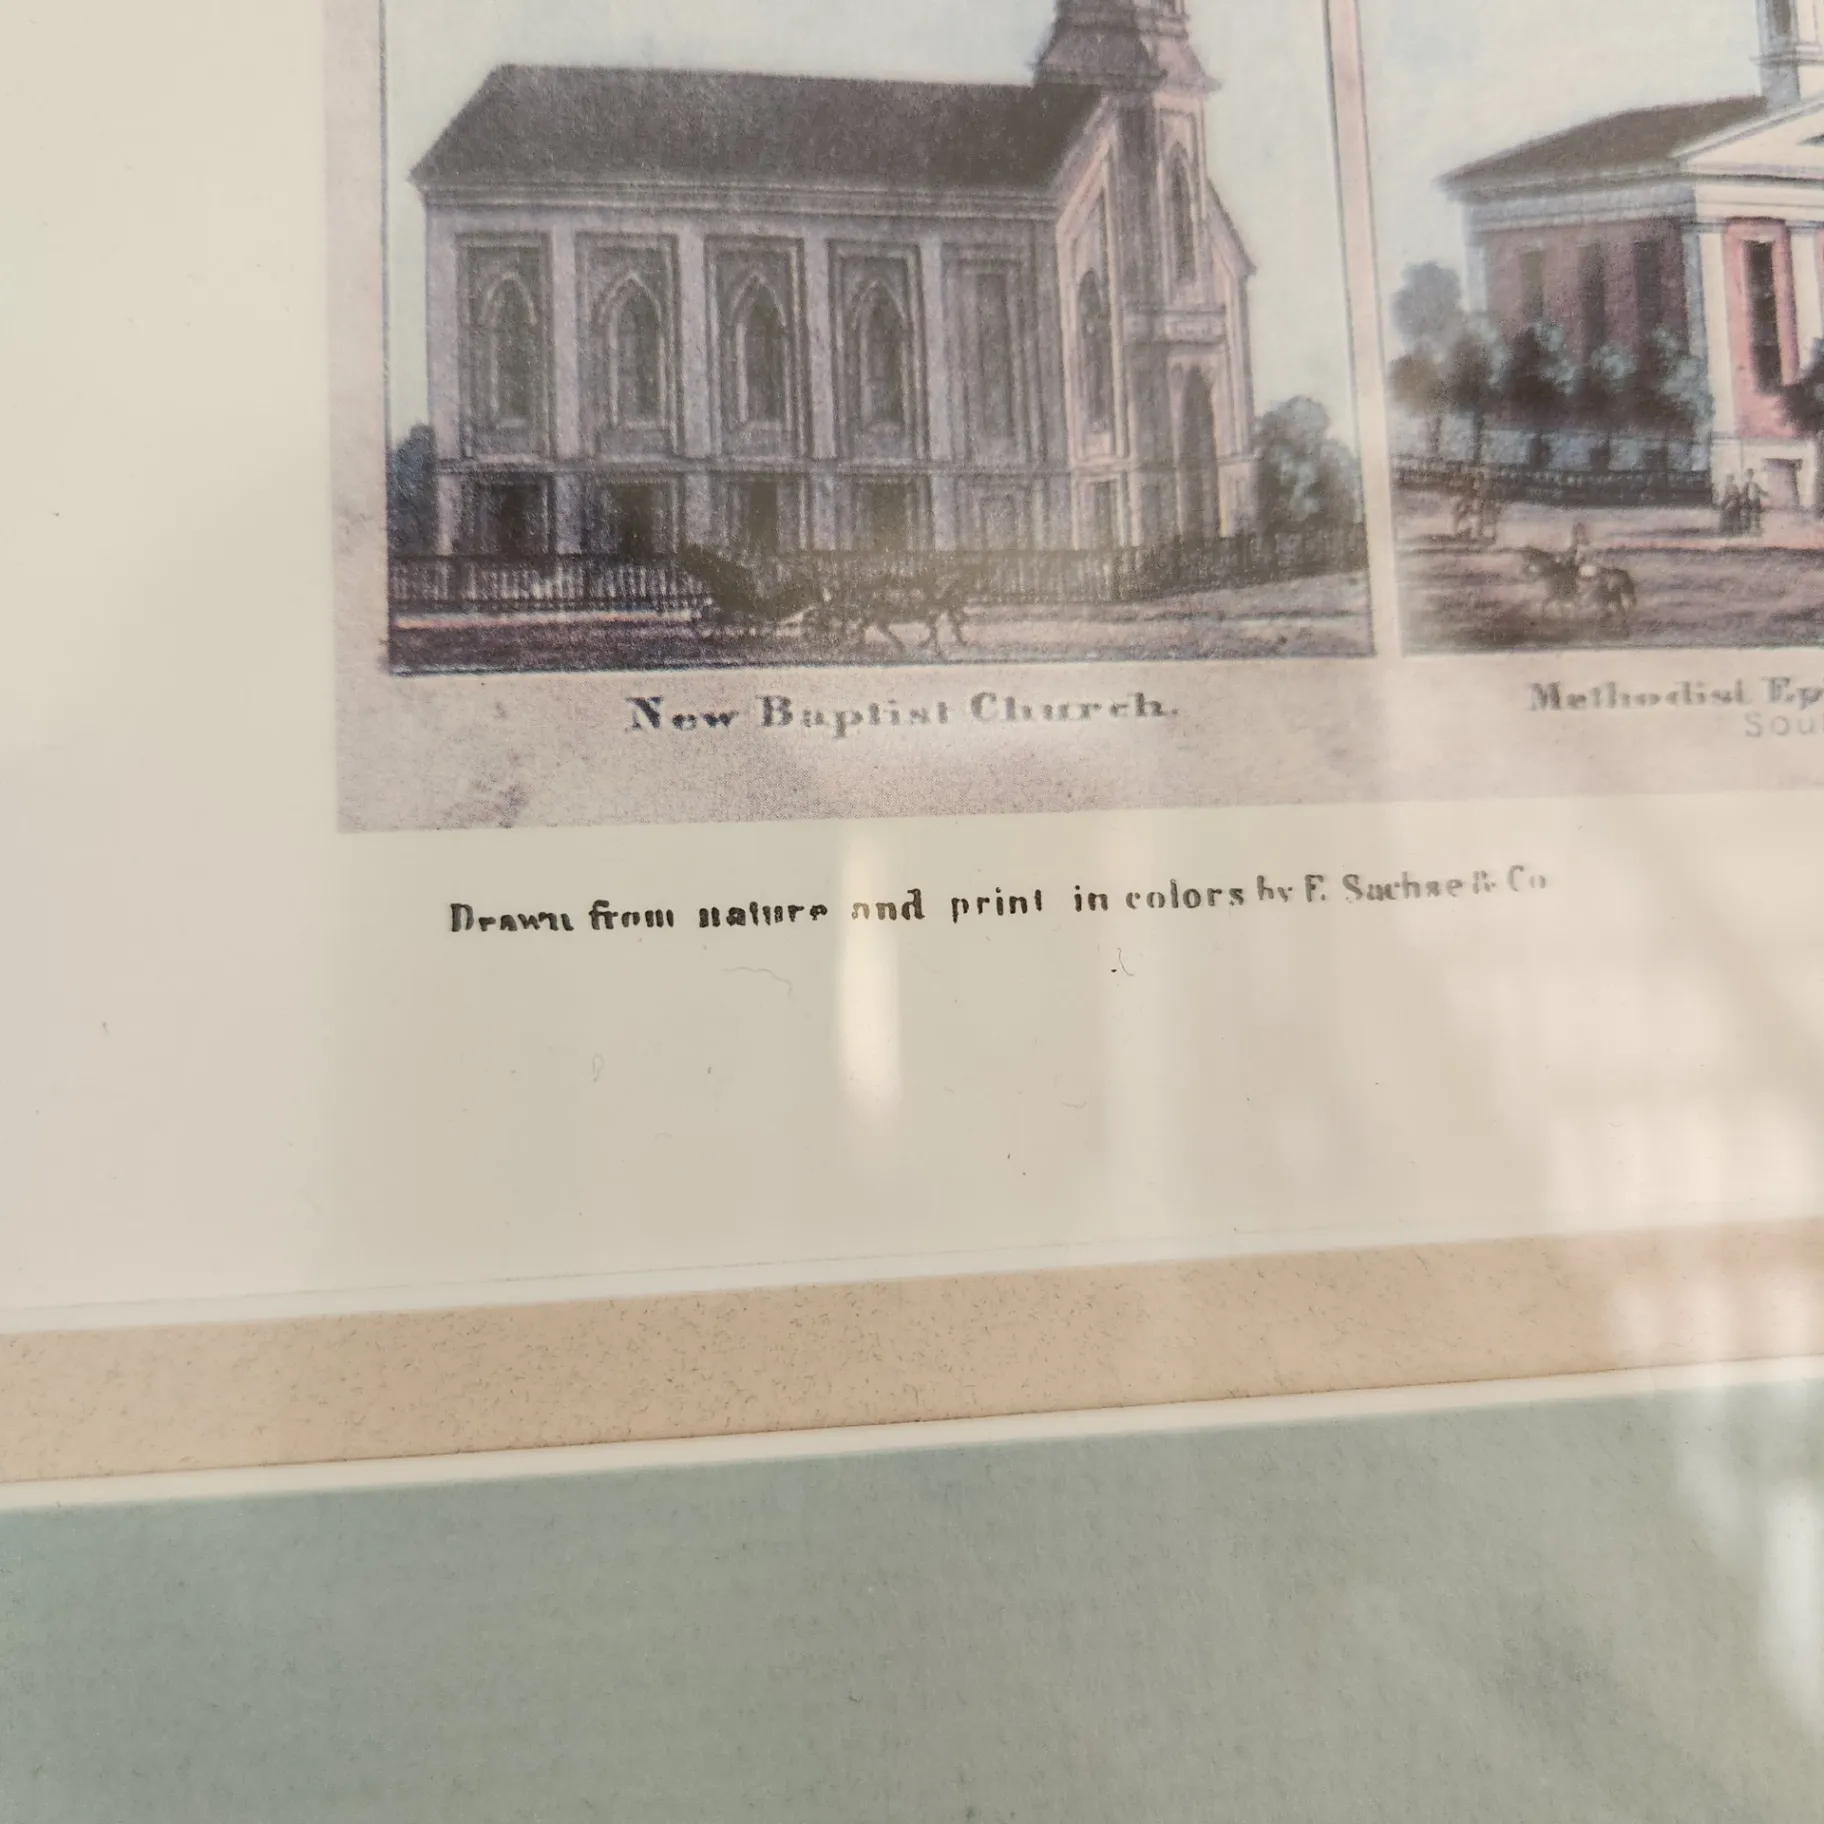 New Baptist Church.
Methodist Ep
Sou
Drawn from nature and print in colors by E. Sachse & Co